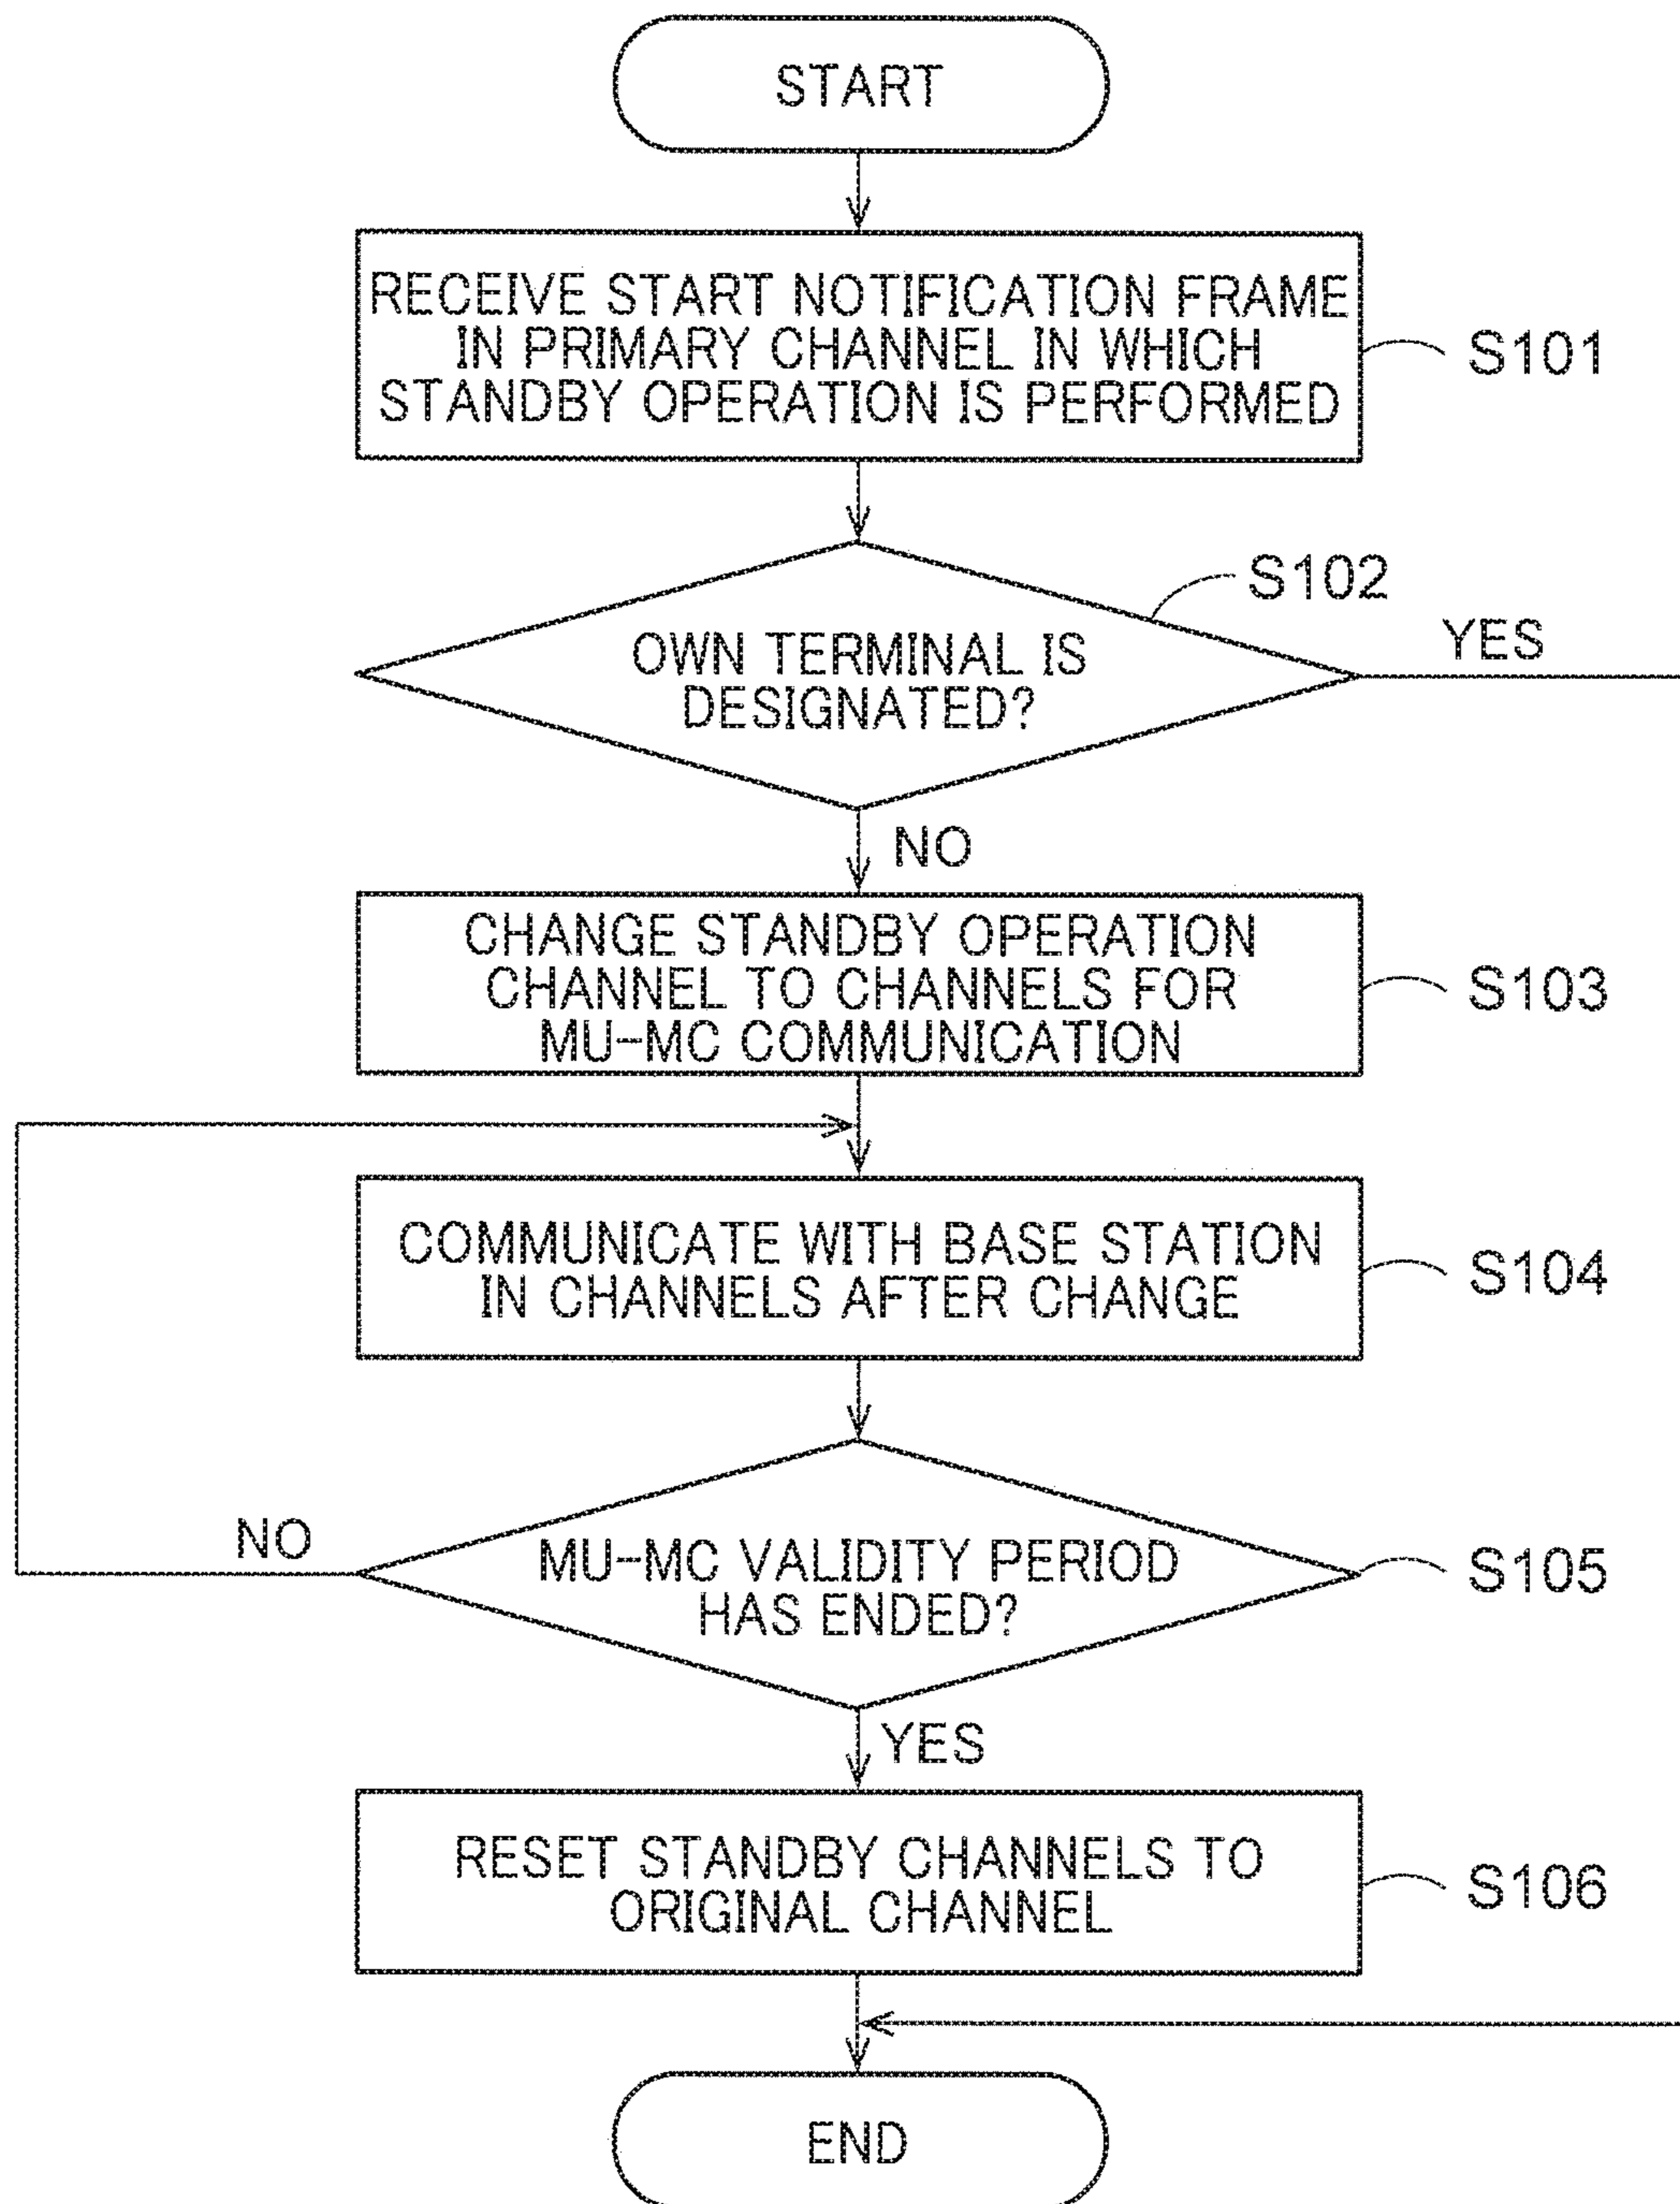 START
RECEIVE START NOTIFICATION FRAME
IN PRIMARY CHANNEL IN WHICH
STANDBY OPERATION IS PERFORMED
S101
S102
OWN TERMINAL IS
DESIGNATED?
YES
NO
CHANGE STANDBY OPERATION
CHANNEL TO CHANNELS FOR
MU-MC COMMUNICATION
S103
COMMUNICATE WITH BASE STATION
IN CHANNELS AFTER CHANGE
S104
NO
MU-MC VALIDITY PERIOD
HAS ENDED?
S105
YES
RESET STANDBY CHANNELS TO
ORIGINAL CHANNEL
S106
END